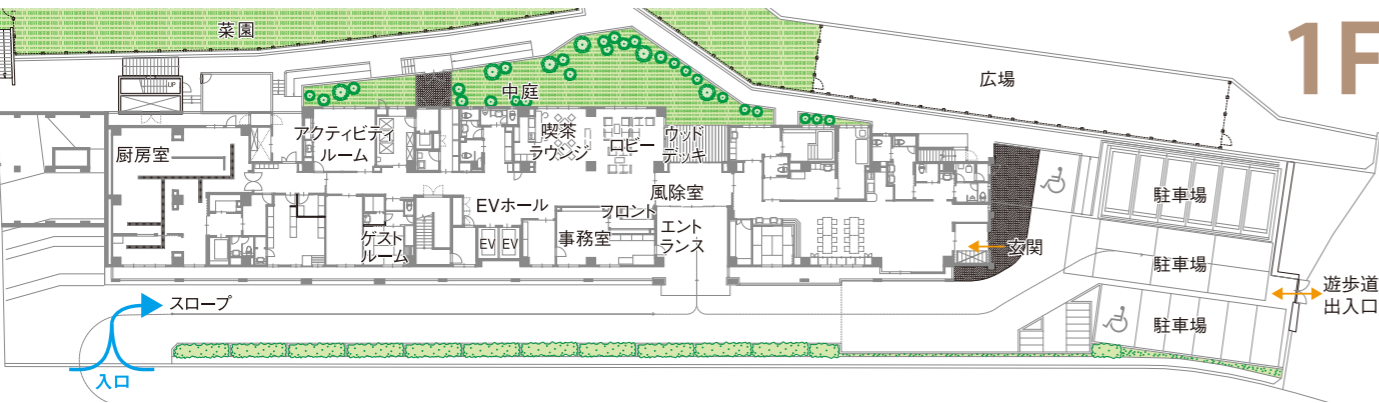 1F
菜園
広場
UP
中庭
アクティビティ
ルーム
喫茶
ラウンジ
ロビー
ウッド
デッキ
厨房室
風除室
EVホール
フロント
ゲスト
ルーム
EV
EV
事務室
エント
ランス
玄関
駐車場
駐車場
駐車場
遊歩道
出入口
スロープ
入口